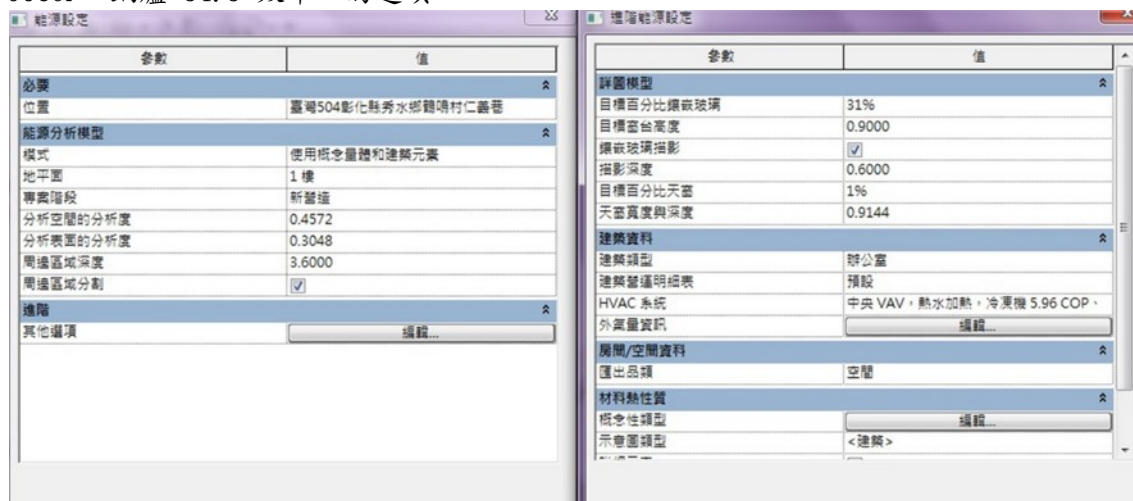 能源設定
參數 值
必要
位置 臺灣504彰化縣秀水鄉鶴鳴村仁義巷
能源分析模型
模式 使用概念量體和建築元素
地平面 1 樓
專案階段 新營造
分析空間的分析度 0.4572
分析表面的分析度 0.3048
周邊區域深度 3.6000
周邊區域分割
進階
其他選項 編輯...
進階能源設定
參數 值
詳圖模型
目標百分比鑲嵌玻璃 31%
目標窗台高度 0.9000
鑲嵌玻璃描影
描影深度 0.6000
目標百分比天窗 1%
天窗寬度與深度 0.9144
建築資料
建築類型 辦公室
建築營運明細表 預設
HVAC 系統 中央 VAV，熱水加熱，冷凍機 5.96 COP、
外氣量資訊 編輯...
房間/空間資料
匯出品類 空間
材料熱性質
概念性類型 編輯...
示意圖類型 <建築>